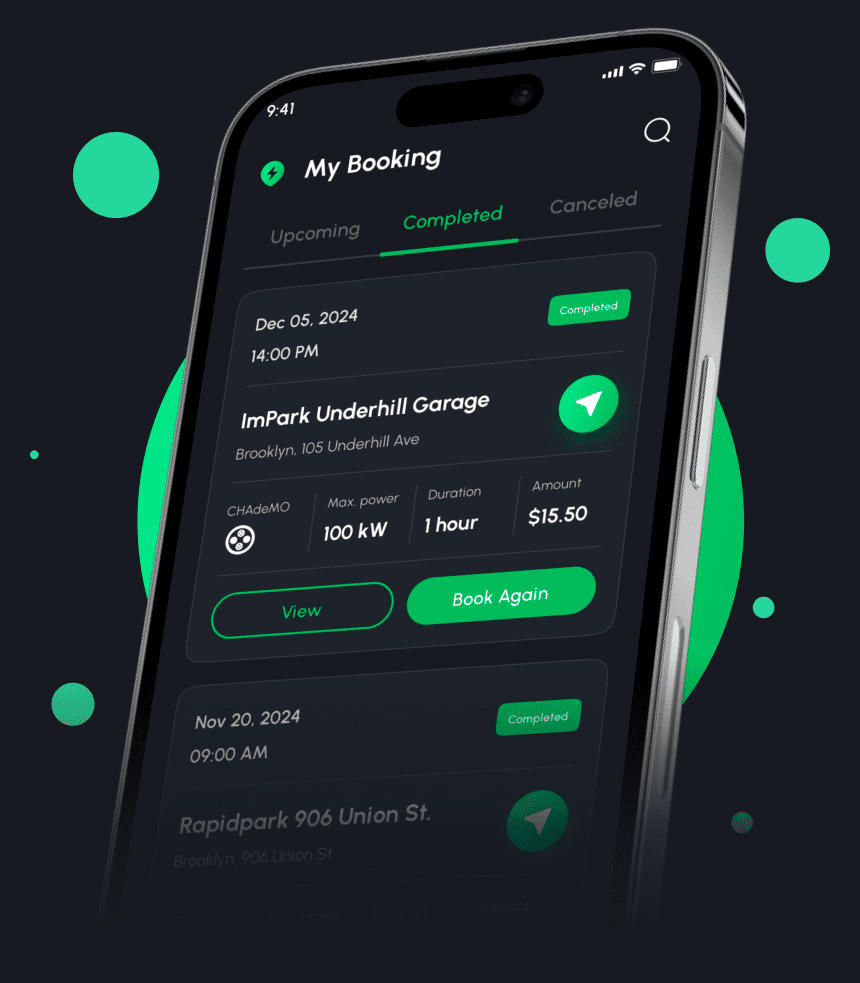 9:41
My Booking
Upcoming
Completed
Canceled
Dec 05, 2024
Completed
14:00 PM
ImPark Underhill Garage
Brooklyn, 105 Underhill Ave
CHAdeMO
Max. power
Duration
Amount
100 kW
1 hour
$15.50
View
Book Again
Nov 20, 2024
Completed
09:00 AM
Rapidpark 906 Union St.
Brooklyn, 906 Union St
Max. power
Duration
Amount